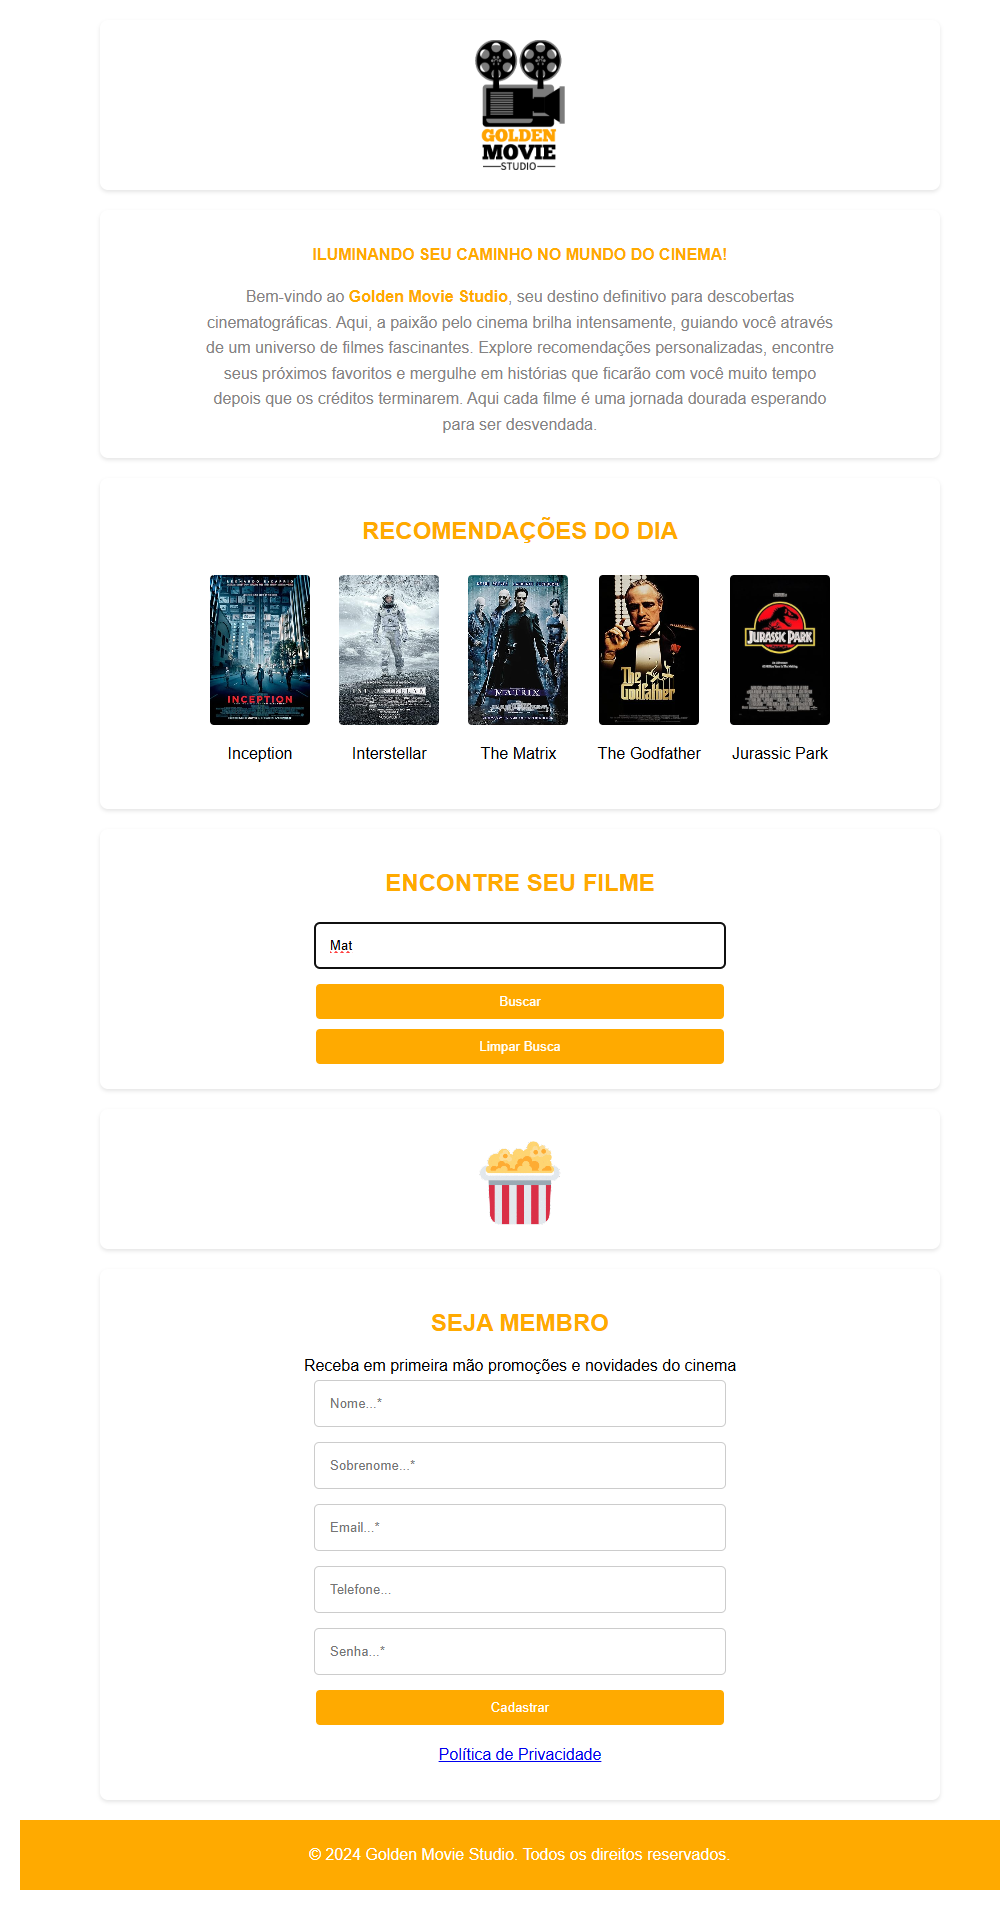 GOLDEN
MOVIE
STUDIO
ILUMINANDO SEU CAMINHO NO MUNDO DO CINEMA!
Bem-vindo ao Golden Movie Studio, seu destino definitivo para descobertas
cinematográficas. Aqui, a paixão pelo cinema brilha intensamente, guiando você através
de um universo de filmes fascinantes. Explore recomendações personalizadas, encontre
seus próximos favoritos e mergulhe em histórias que ficarão com você muito tempo
depois que os créditos terminarem. Aqui cada filme é uma jornada dourada esperando
para ser desvendada.
RECOMENDAÇÕES DO DIA
INCEPTION
INTERSTELLAR
MATRIX
The
Godfather
JURASSIC PARK
Inception
Interstellar
The Matrix
The Godfather
Jurassic Park
ENCONTRE SEU FILME
Mat
Buscar
Limpar Busca
SEJA MEMBRO
Receba em primeira mão promoções e novidades do cinema
Nome...*
Sobrenome...*
Email...*
Telefone...
Senha...*
Cadastrar
Política de Privacidade
© 2024 Golden Movie Studio. Todos os direitos reservados.